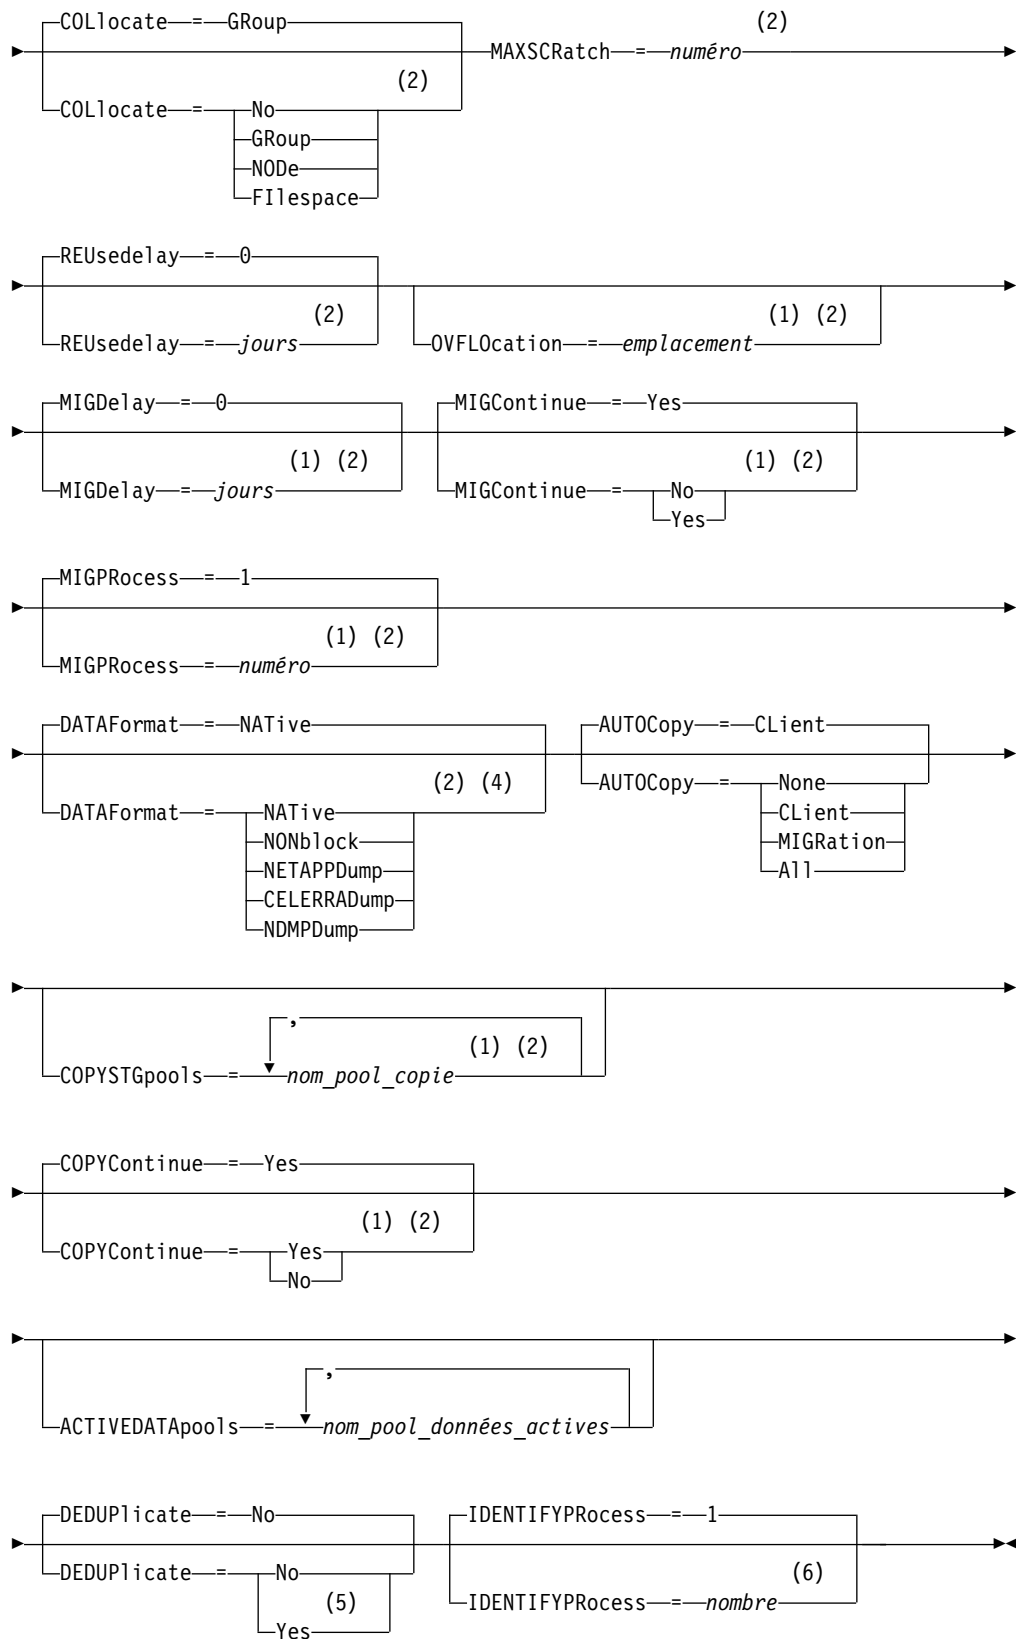 COLlocate = GRoup
(2)
MAXSCRatch = numéro
(2)
COLlocate = No
GRoup
NODe
FIlespace
REUsedelay = 0
(2)
(1) (2)
REUsedelay = jours
OVFLOcation = emplacement
MIGDelay = 0
MIGContinue = Yes
(1) (2)
(1) (2)
MIGDelay = jours
MIGContinue = No
Yes
MIGPRocess = 1
(1) (2)
MIGPRocess = numéro
DATAFormat = NATive
AUTOCopy = CLient
(2) (4)
DATAFormat = NATive
NONblock
NETAPPDump
CELERRADump
NDMPDump
AUTOCopy = None
CLient
MIGRation
All
,
(1) (2)
COPYSTGpools = nom_pool_copie
COPYContinue = Yes
(1) (2)
COPYContinue = Yes
No
,
ACTIVEDATApools = nom_pool_données_actives
DEDUPlicate = No
IDENTIFYPRocess = 1
DEDUPlicate = No
(5)
Yes
(6)
IDENTIFYPRocess = nombre